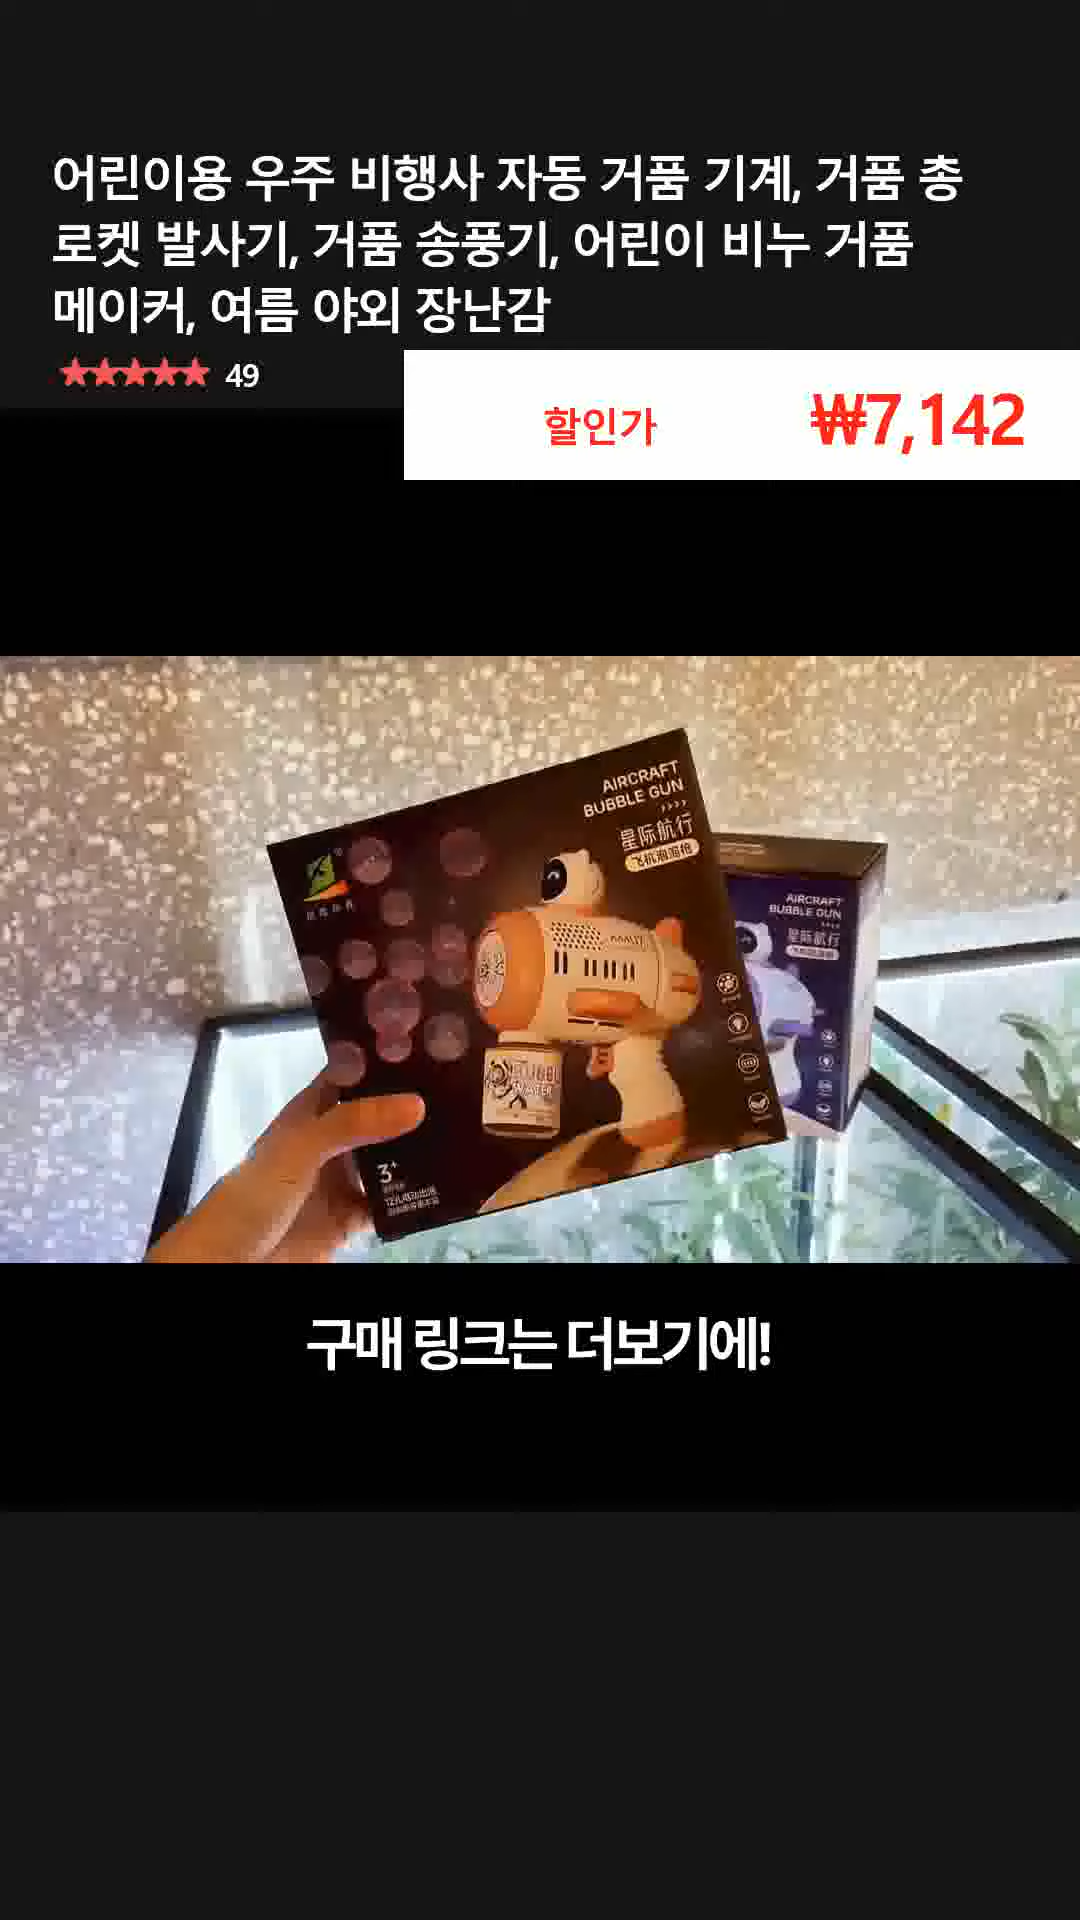 어린이용 우주 비행사 자동 거품 기계, 거품 총
로켓 발사기, 거품 송풍기, 어린이 비누 거품
메이커, 여름 야외 장난감
49
할인가 ₩7,142
AIRCRAFT
BUBBLE GUN
星际航行
飞机泡泡枪
AIRCRAFT
BUBBLE GUN
星际航行
WATER
3+
구매 링크는 더보기에!